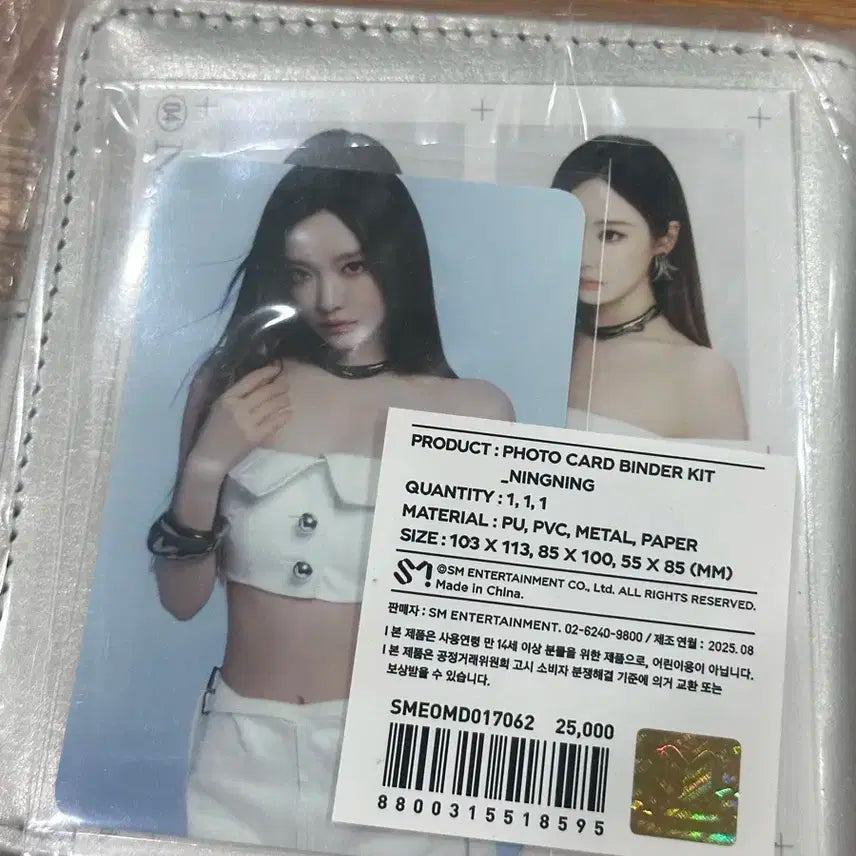 04
PRODUCT : PHOTO CARD BINDER KIT
_NINGNING
QUANTITY : 1, 1, 1
MATERIAL : PU, PVC, METAL, PAPER
SIZE : 103 X 113, 85 X 100, 55 X 85 (MM)
SM ©SM ENTERTAINMENT CO., Ltd. ALL RIGHTS RESERVED.
Made in China.
판매자 : SM ENTERTAINMENT. 02-6240-9800 / 제조연월 : 2025. 08
l 본 제품은 사용연령 만 14세 이상 분들을 위한 제품으로, 어린이용이 아닙니다.
l 본 제품은 공정거래위원회 고시 소비자 분쟁해결 기준에 의거 교환 또는
보상받을 수 있습니다.
SMEOMD017062 25,000
8800315518595